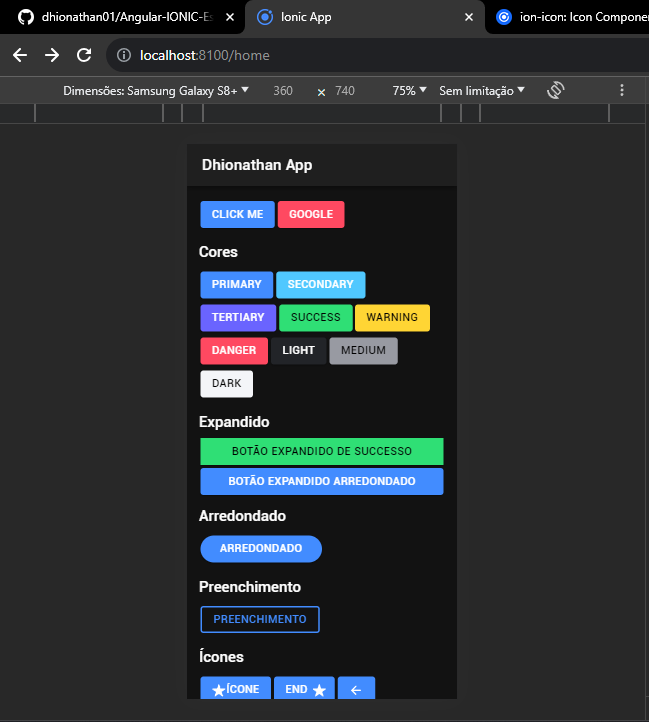 dhionathan01/Angular-IONIC-Es
Ionic App
ion-icon: Icon Componen
localhost:8100/home
Dimensões: Samsung Galaxy S8+
360
×
740
75%
Sem limitação
Dhionathan App
CLICK ME
GOOGLE
Cores
PRIMARY
SECONDARY
TERTIARY
SUCCESS
WARNING
DANGER
LIGHT
MEDIUM
DARK
Expandido
BOTÃO EXPANDIDO DE SUCCESSO
BOTÃO EXPANDIDO ARREDONDADO
Arredondado
ARREDONDADO
Preenchimento
PREENCHIMENTO
Ícones
ÍCONE
END